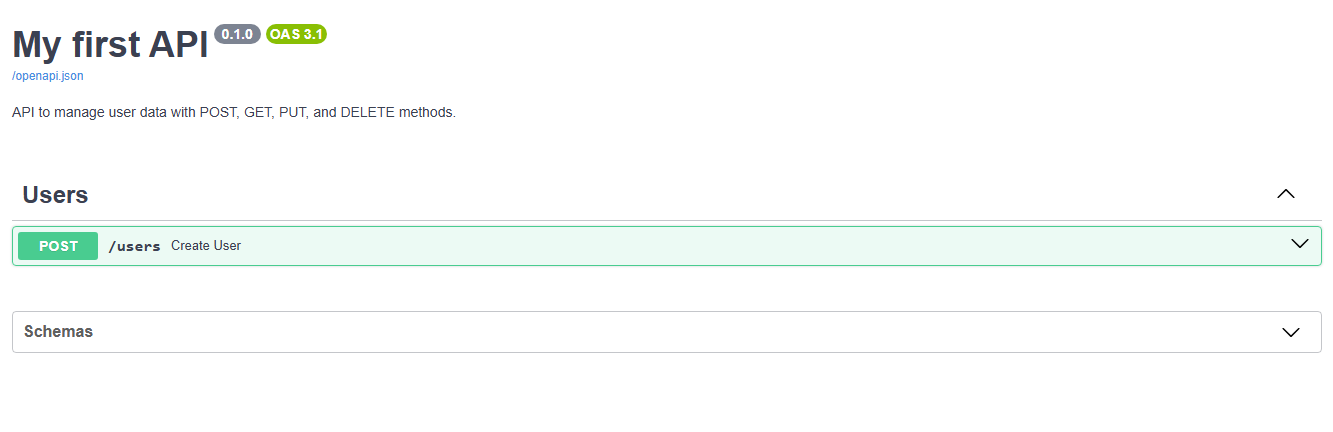 My first API 0.1.0 OAS 3.1
/openapi.json
API to manage user data with POST, GET, PUT, and DELETE methods.
Users
POST /users Create User
Schemas